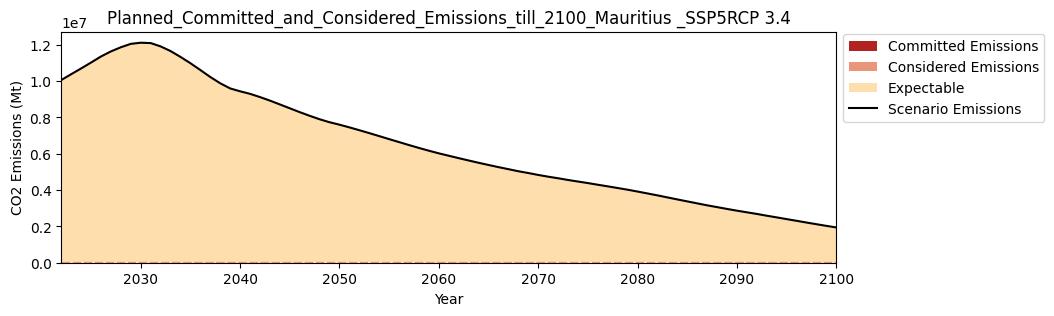 Planned_Committed_and_Considered_Emissions_till_2100_Mauritius _SSP5RCP 3.4
1e7
1.2
1.0
0.8
0.6
0.4
0.2
0.0
CO2 Emissions (Mt)
2030 2040 2050 2060 2070 2080 2090 2100
Year
Committed Emissions
Considered Emissions
Expectable
Scenario Emissions